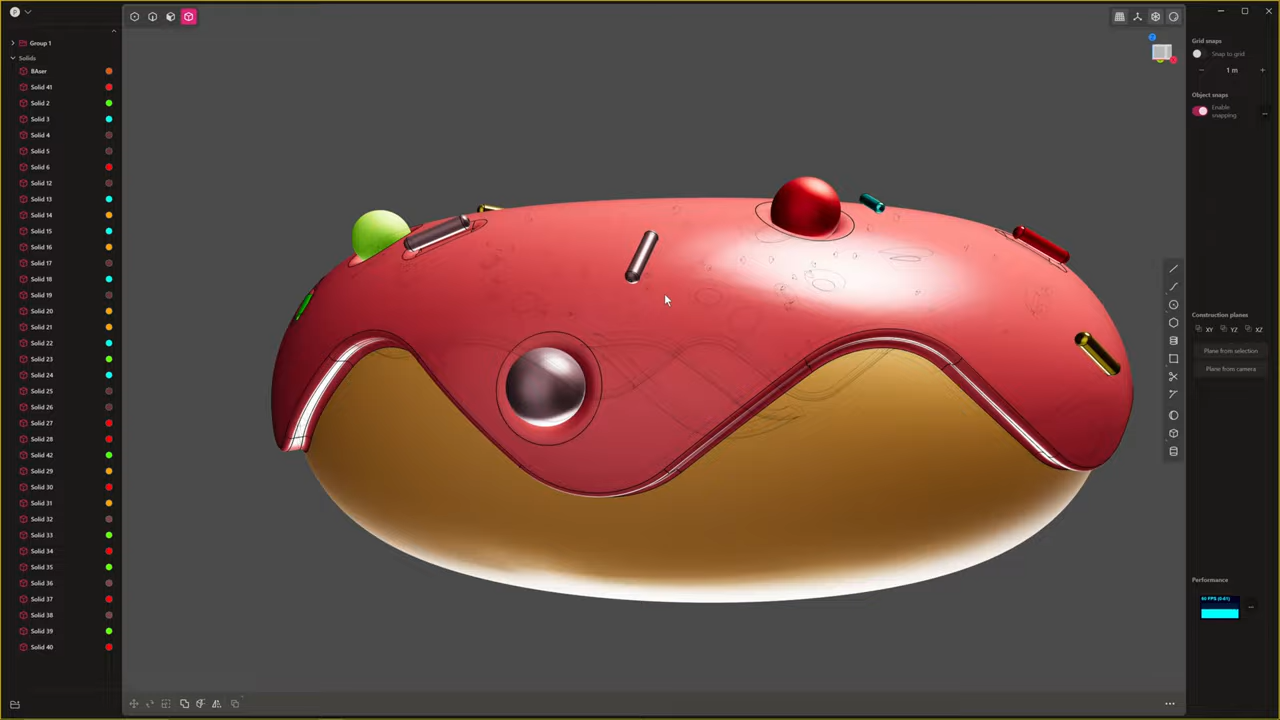 Group 1
Solids
BAser
Solid 41
Solid 2
Solid 3
Solid 4
Solid 5
Solid 6
Solid 12
Solid 13
Solid 14
Solid 15
Solid 16
Solid 17
Solid 18
Solid 19
Solid 20
Solid 21
Solid 22
Solid 23
Solid 24
Solid 25
Solid 26
Solid 27
Solid 28
Solid 42
Solid 29
Solid 30
Solid 31
Solid 32
Solid 33
Solid 34
Solid 35
Solid 36
Solid 37
Solid 38
Solid 39
Solid 40
Grid snaps
Snap to grid
1 m
Object snaps
Enable
snapping
Construction planes
XY YZ XZ
Plane from selection
Plane from camera
Performance